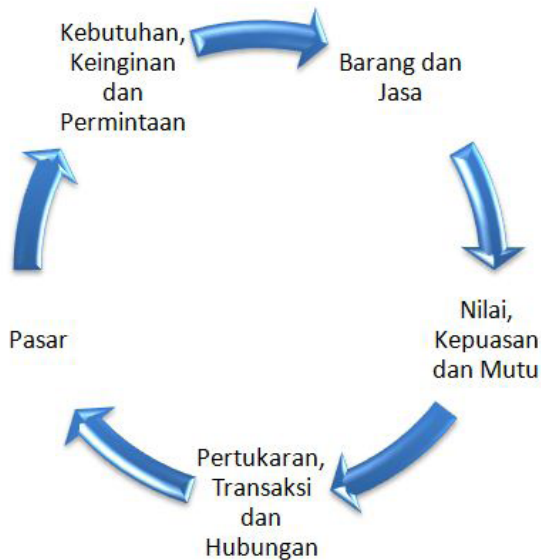 Kebutuhan,
Keinginan
dan
Permintaan
Barang dan
Jasa
Nilai,
Kepuasan
dan Mutu
Pertukaran,
Transaksi
dan
Hubungan
Pasar